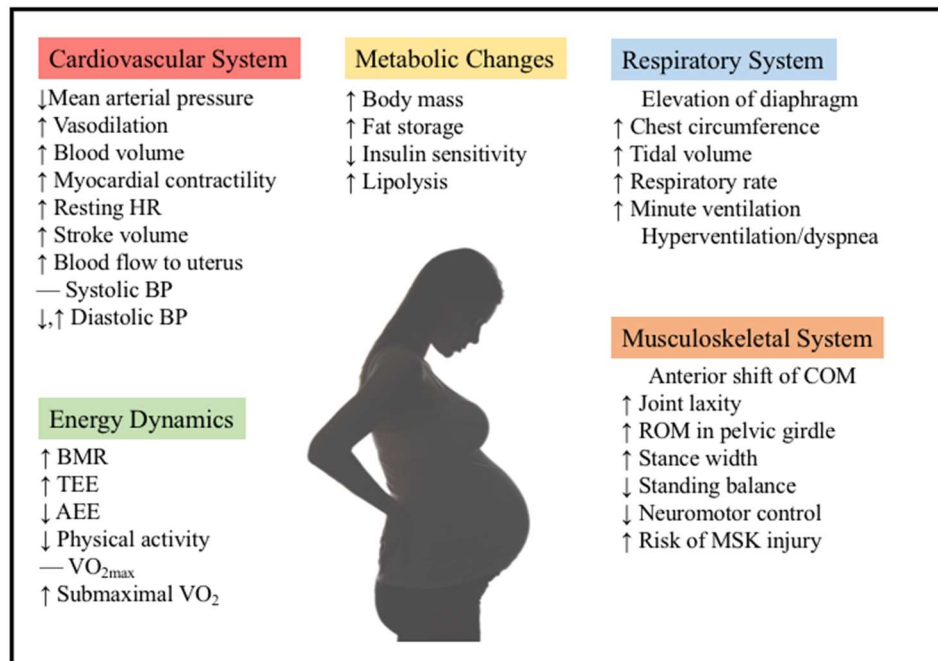 Cardiovascular System
↓Mean arterial pressure
↑ Vasodilation
↑ Blood volume
↑ Myocardial contractility
↑ Resting HR
↑ Stroke volume
↑ Blood flow to uterus
— Systolic BP
↓,↑ Diastolic BP
Metabolic Changes
↑ Body mass
↑ Fat storage
↓ Insulin sensitivity
↑ Lipolysis
Respiratory System
Elevation of diaphragm
↑ Chest circumference
↑ Tidal volume
↑ Respiratory rate
↑ Minute ventilation
Hyperventilation/dyspnea
Energy Dynamics
↑ BMR
↑ TEE
↓ AEE
↓ Physical activity
— VO₂max
↑ Submaximal VO₂
Musculoskeletal System
Anterior shift of COM
↑ Joint laxity
↑ ROM in pelvic girdle
↑ Stance width
↓ Standing balance
↓ Neuromotor control
↑ Risk of MSK injury